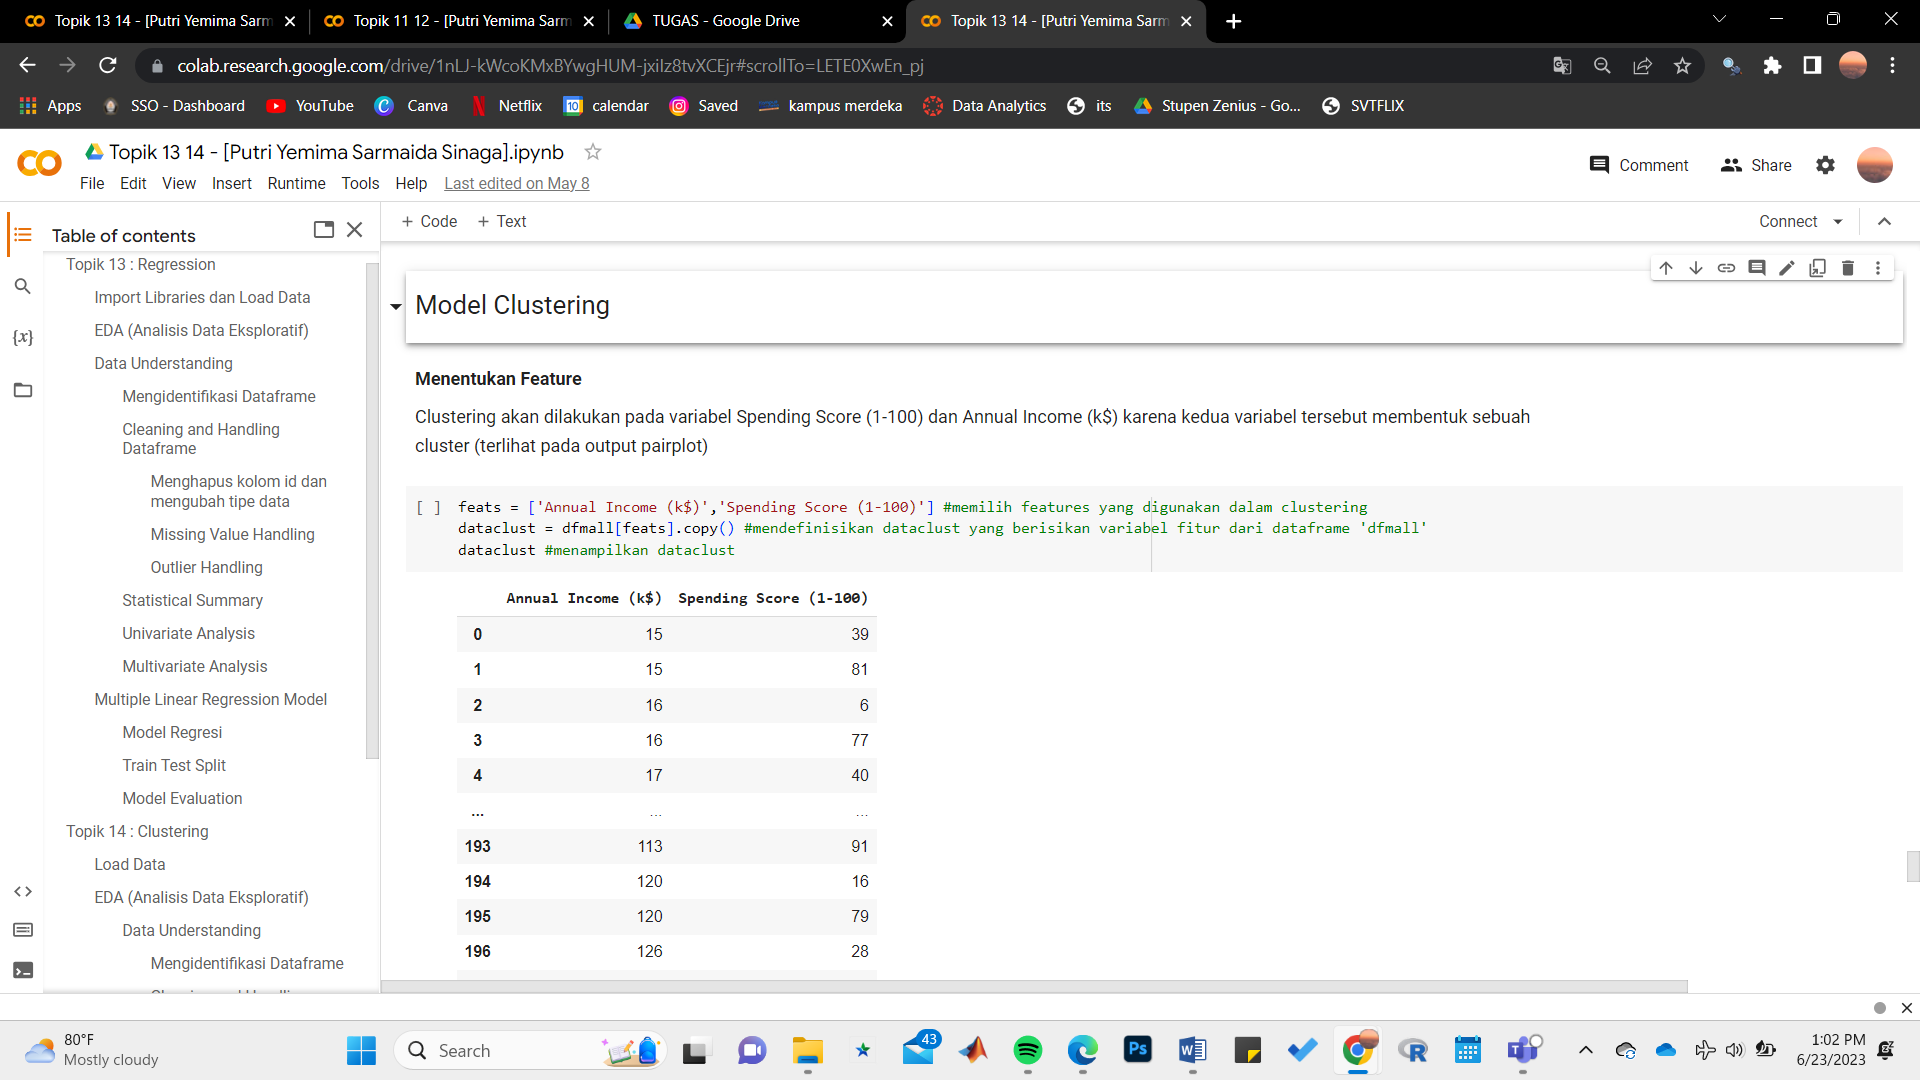 Topik 13 14 - [Putri Yemima Sarm
Topik 11 12 - [Putri Yemima Sarm
TUGAS - Google Drive
Topik 13 14 - [Putri Yemima Sarm
colab.research.google.com/drive/1nLJ-kWcoKMxBYwgHUM-jxiIz8tvXCEjr#scrollTo=LETE0XwEn_pj
Apps
SSO - Dashboard
YouTube
Canva
Netflix
10
calendar
Saved
kampus merdeka
Data Analytics
its
Stupen Zenius - Go...
SVTFLIX
Topik 13 14 - [Putri Yemima Sarmaida Sinaga].ipynb
Comment
Share
File Edit View Insert Runtime Tools Help Last edited on May 8
Table of contents
+ Code + Text
Connect
Topik 13 : Regression
Import Libraries dan Load Data
EDA (Analisis Data Eksploratif)
Data Understanding
Mengidentifikasi Dataframe
Cleaning and Handling
Dataframe
Menghapus kolom id dan
mengubah tipe data
Missing Value Handling
Outlier Handling
Statistical Summary
Univariate Analysis
Multivariate Analysis
Multiple Linear Regression Model
Model Regresi
Train Test Split
Model Evaluation
Topik 14 : Clustering
Load Data
EDA (Analisis Data Eksploratif)
Data Understanding
Mengidentifikasi Dataframe
Model Clustering
Menentukan Feature
Clustering akan dilakukan pada variabel Spending Score (1-100) dan Annual Income (k$) karena kedua variabel tersebut membentuk sebuah
cluster (terlihat pada output pairplot)
[ ] feats = ['Annual Income (k$)','Spending Score (1-100)'] #memilih features yang digunakan dalam clustering
dataclust = dfmall[feats].copy() #mendefinisikan dataclust yang berisikan variabel fitur dari dataframe 'dfmall'
dataclust #menampilkan dataclust
Annual Income (k$) Spending Score (1-100)
0 15 39
1 15 81
2 16 6
3 16 77
4 17 40
... ... ...
193 113 91
194 120 16
195 120 79
196 126 28
80°F
Mostly cloudy
Search
43
Ps
1:02 PM
6/23/2023